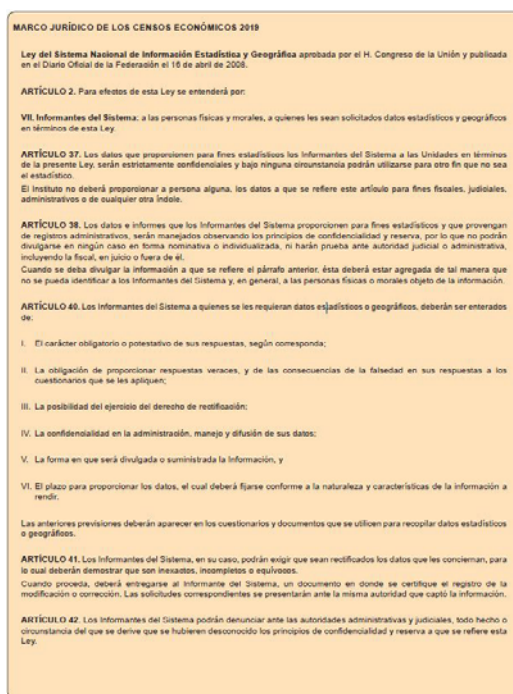 MARCO JURÍDICO DE LOS CENSOS ECONÓMICOS 2019
Ley del Sistema Nacional de Información Estadística y Geográfica aprobada por el H. Congreso de la Unión y publicada
en el Diario Oficial de la Federación el 16 de abril de 2008.
ARTÍCULO 2. Para efectos de esta Ley se entenderá por:
VII. Informantes del Sistema: a las personas físicas y morales, a quienes les sean solicitados datos estadísticos y geográficos
en términos de esta Ley.
ARTÍCULO 37. Los datos que proporcionen para fines estadísticos los Informantes del Sistema a las Unidades en términos
de la presente Ley, serán estrictamente confidenciales y bajo ninguna circunstancia podrán utilizarse para otro fin que no sea
el estadístico.
El Instituto no deberá proporcionar a persona alguna, los datos a que se refiere este artículo para fines fiscales, judiciales,
administrativos o de cualquier otra índole.
ARTÍCULO 38. Los datos e informes que los Informantes del Sistema proporcionen para fines estadísticos y que provengan
de registros administrativos, serán manejados observando los principios de confidencialidad y reserva, por lo que no podrán
divulgarse en ningún caso en forma nominativa o individualizada, ni harán prueba ante autoridad judicial o administrativa,
incluyendo la fiscal, en juicio o fuera de él.
Cuando se deba divulgar la información a que se refiere el párrafo anterior, ésta deberá estar agregada de tal manera que
no se pueda identificar a los Informantes del Sistema y, en general, a las personas físicas o morales objeto de la información.
ARTÍCULO 40. Los Informantes del Sistema a quienes se les requieran datos estadísticos o geográficos, deberán ser enterados
de:
I. El carácter obligatorio o potestativo de sus respuestas, según corresponda;
II. La obligación de proporcionar respuestas veraces, y de las consecuencias de la falsedad en sus respuestas a los
cuestionarios que se les apliquen;
III. La posibilidad del ejercicio del derecho de rectificación;
IV. La confidencialidad en la administración, manejo y difusión de sus datos;
V. La forma en que será divulgada o suministrada la Información, y
VI. El plazo para proporcionar los datos, el cual deberá fijarse conforme a la naturaleza y características de la información a
rendir.
Las anteriores previsiones deberán aparecer en los cuestionarios y documentos que se utilicen para recopilar datos estadísticos
o geográficos.
ARTÍCULO 41. Los Informantes del Sistema, en su caso, podrán exigir que sean rectificados los datos que les conciernan, para
lo cual deberán demostrar que son inexactos, incompletos o equívocos.
Cuando proceda, deberá entregarse al Informante del Sistema, un documento en donde se certifique el registro de la
modificación o corrección. Las solicitudes correspondientes se presentarán ante la misma autoridad que captó la información.
ARTÍCULO 42. Los Informantes del Sistema podrán denunciar ante las autoridades administrativas y judiciales, todo hecho o
circunstancia del que se derive que se hubieren desconocido los principios de confidencialidad y reserva a que se refiere esta
Ley.